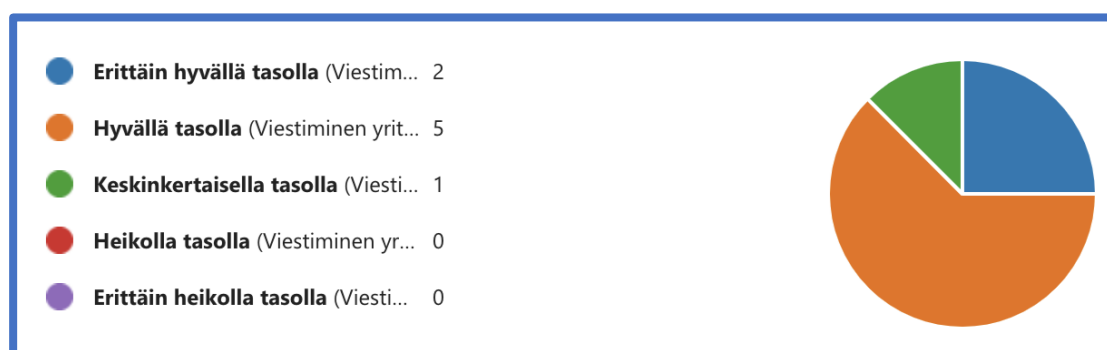 Erittäin hyvällä tasolla (Viestim... 2
Hyvällä tasolla (Viestiminen yrit... 5
Keskinkertaisella tasolla (Viesti... 1
Heikolla tasolla (Viestiminen yr... 0
Erittäin heikolla tasolla (Viesti... 0